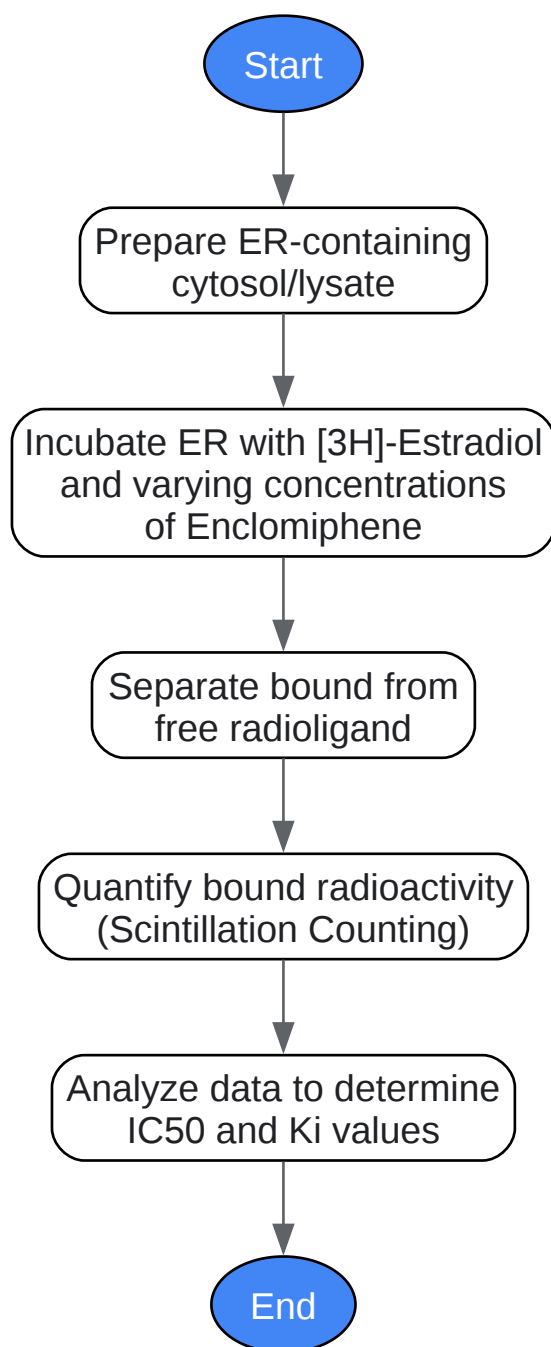 Start
Prepare ER-containing
cytosol/lysate
Incubate ER with [3H]-Estradiol
and varying concentrations
of Enclomiphene
Separate bound from
free radioligand
Quantify bound radioactivity
(Scintillation Counting)
Analyze data to determine
IC50 and Ki values
End